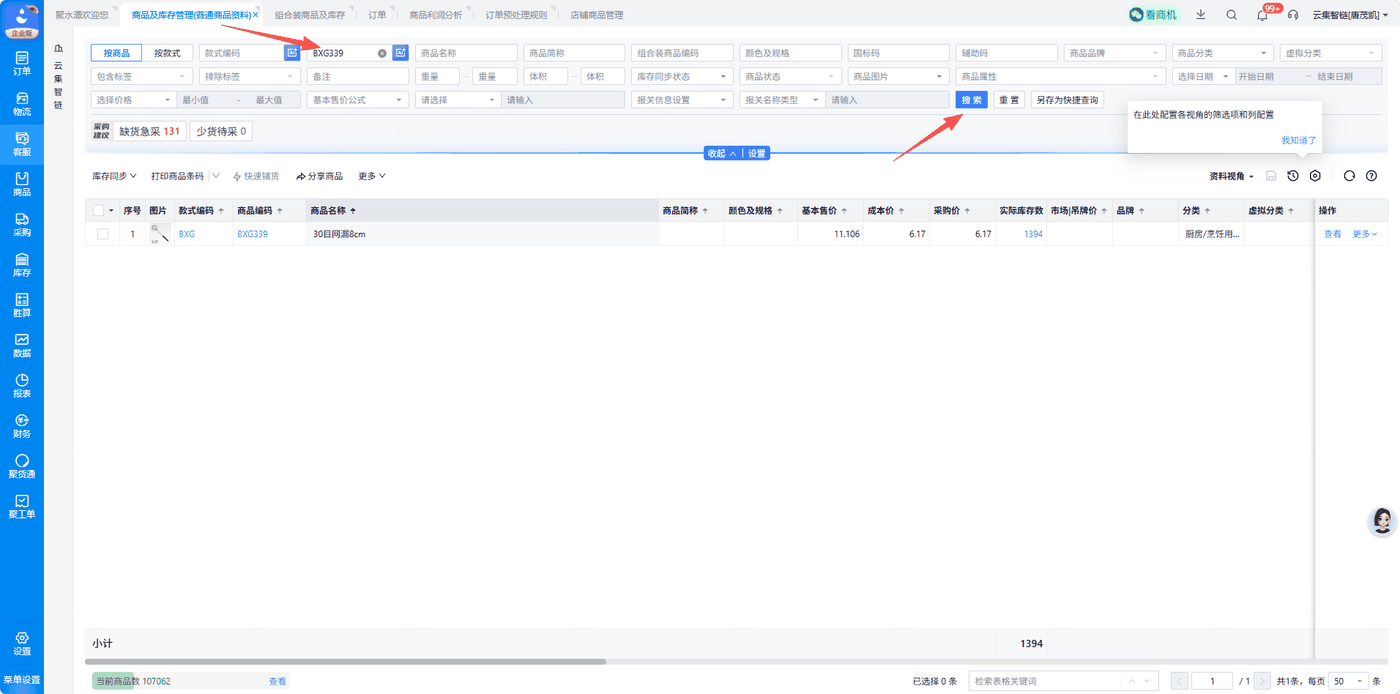 企业版
聚水潭欢迎您 商品及库存管理(普通商品资料)× 组合装商品及库存 订单 商品利润分析 订单预处理规则 店铺商品管理 看商机 99+ 云集智链[唐茂凯]
订单
物流
客服
商品
采购
库存
胜算
数据
报表
财务
聚货通
聚工单
设置
菜单设置
云集智链
按商品 按款式 款式编码 BXG339 商品名称 商品简称 组合装商品编码 颜色及规格 国标码 辅助码 商品品牌 商品分类 虚拟分类
包含标签 排除标签 备注 重量 — 重量 体积 — 体积 库存同步状态 商品状态 商品图片 商品属性 选择日期 开始日期 – 结束日期
选择价格 最小值 - 最大值 基本售价公式 请选择 请输入 报关信息设置 报关名称类型 请输入 搜索 重置 另存为快捷查询
在此处配置各视角的筛选项和列配置
我知道了
采购建议 缺货急采 131 少货待采 0
收起 | 设置
库存同步 打印商品条码 快速铺货 分享商品 更多 资料视角
序号 图片 款式编码 商品编码 商品名称 商品简称 颜色及规格 基本售价 成本价 采购价 实际库存数 市场|吊牌价 品牌 分类 虚拟分类 操作
1 BXG BXG339 30目网漏8cm 11.106 6.17 6.17 1394 厨房/烹饪用... 查看 更多
小计 1394
当前商品数 107062 查看 已选择 0 条 检索表格关键词 1 / 1 共1条，每页 50 条